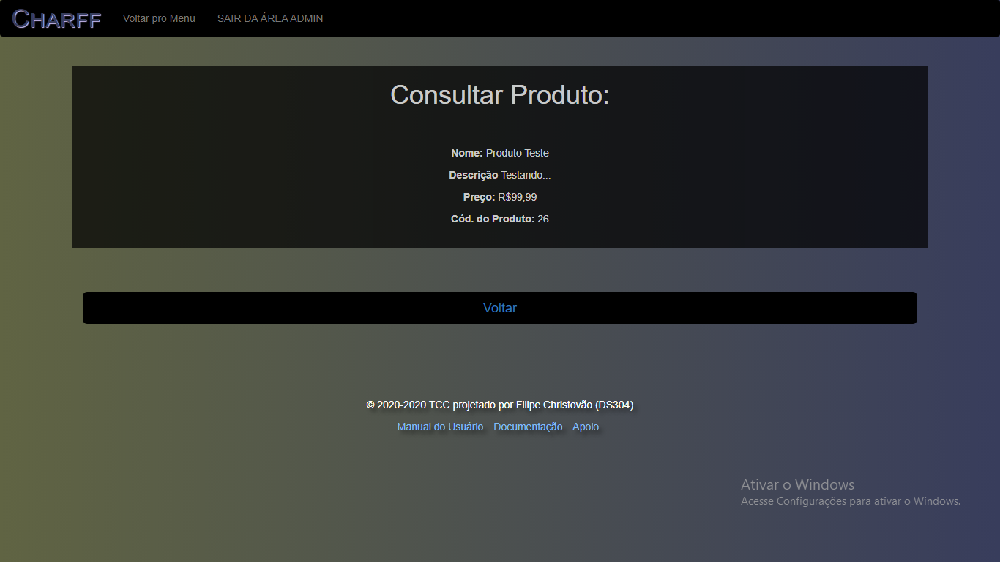 CHARFF Voltar pro Menu SAIR DA ÁREA ADMIN
Consultar Produto:
Nome: Produto Teste
Descrição Testando...
Preço: R$99,99
Cód. do Produto: 26
Voltar
© 2020-2020 TCC projetado por Filipe Christovão (DS304)
Manual do Usuário Documentação Apoio
Ativar o Windows
Acesse Configurações para ativar o Windows.